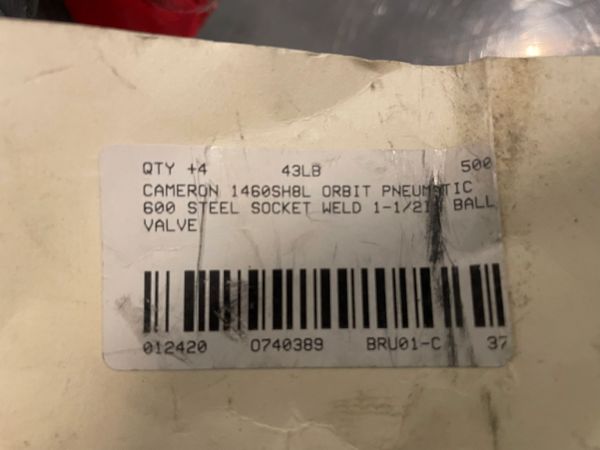 QTY +4 43LB 500
CAMERON 1460SHBL ORBIT PNEUMATIC
600 STEEL SOCKET WELD 1-1/2IN BALL
VALVE
012420 0740389 BRU01-C 37